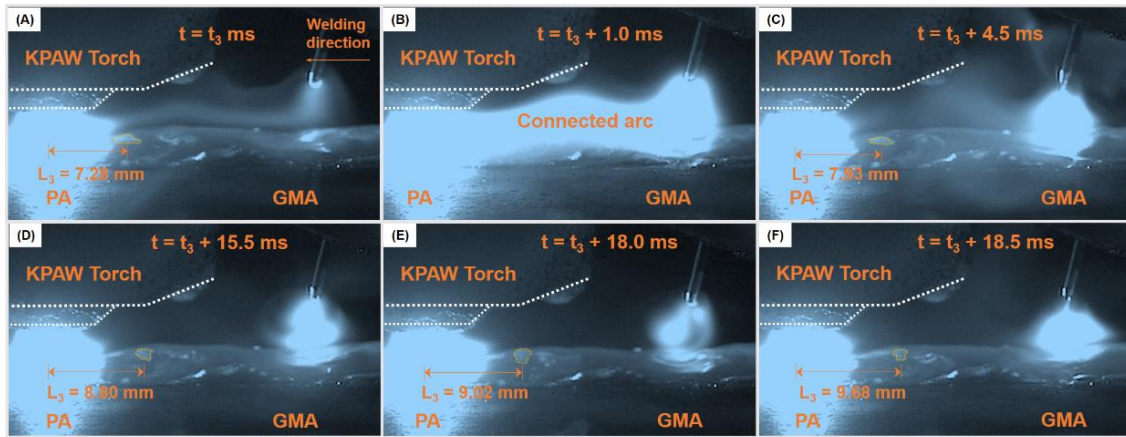 (A)
t = t3 ms
Welding
direction
KPAW Torch
L3 = 7.28 mm
PA
GMA
(B)
t = t3 + 1.0 ms
KPAW Torch
Connected arc
PA
GMA
(C)
t = t3 + 4.5 ms
KPAW Torch
L3 = 7.93 mm
PA
GMA
(D)
t = t3 + 15.5 ms
KPAW Torch
L3 = 8.80 mm
PA
GMA
(E)
t = t3 + 18.0 ms
KPAW Torch
L3 = 9.02 mm
PA
GMA
(F)
t = t3 + 18.5 ms
KPAW Torch
L3 = 9.68 mm
PA
GMA